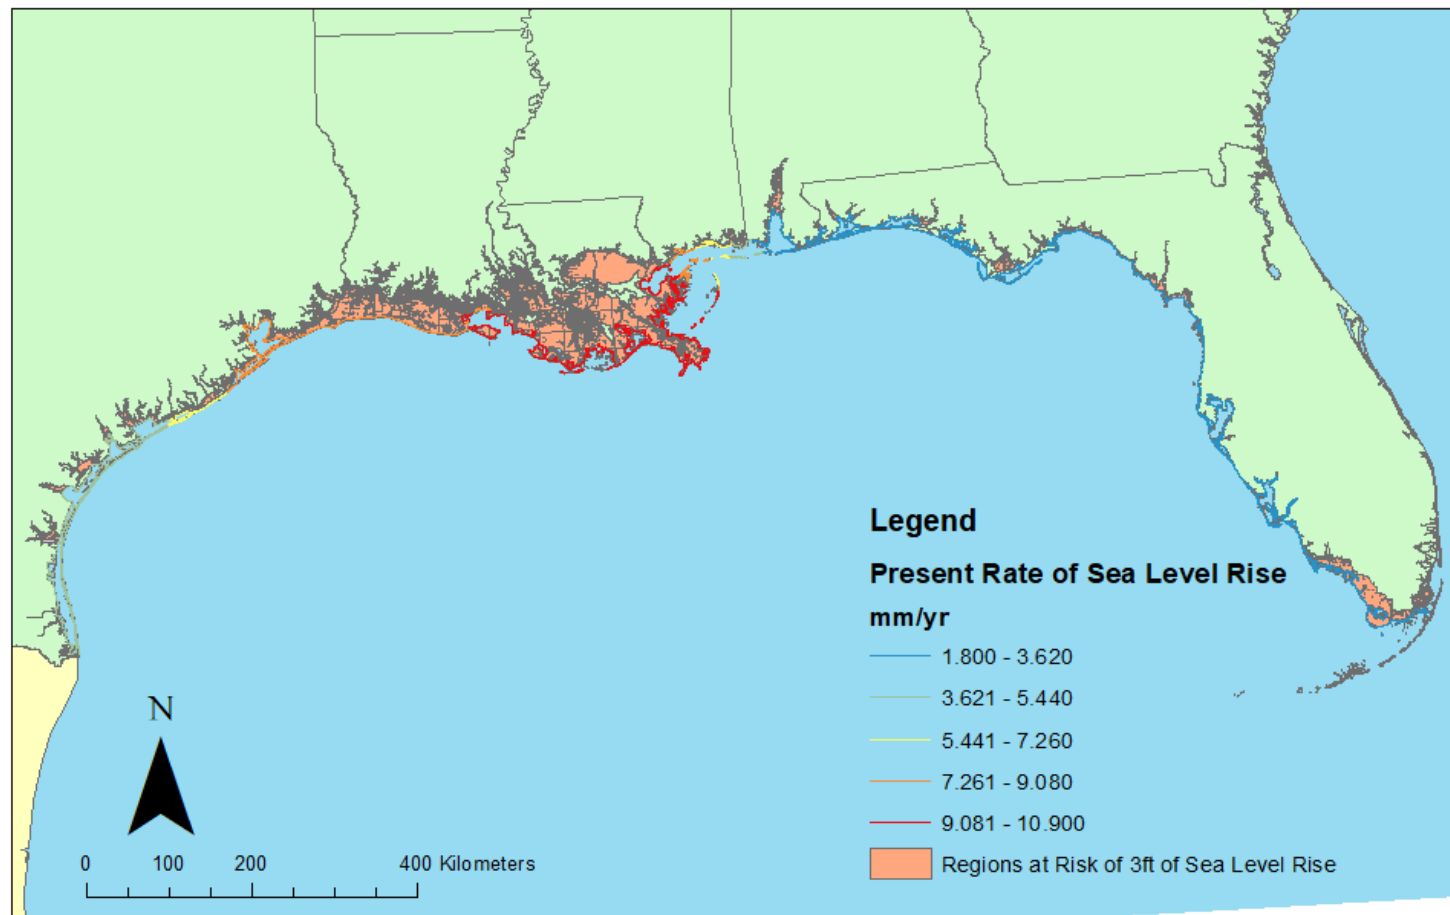 Legend
Present Rate of Sea Level Rise
mm/yr
1.800 - 3.620
3.621 - 5.440
5.441 - 7.260
7.261 - 9.080
9.081 - 10.900
Regions at Risk of 3ft of Sea Level Rise
N
0 100 200 400 Kilometers